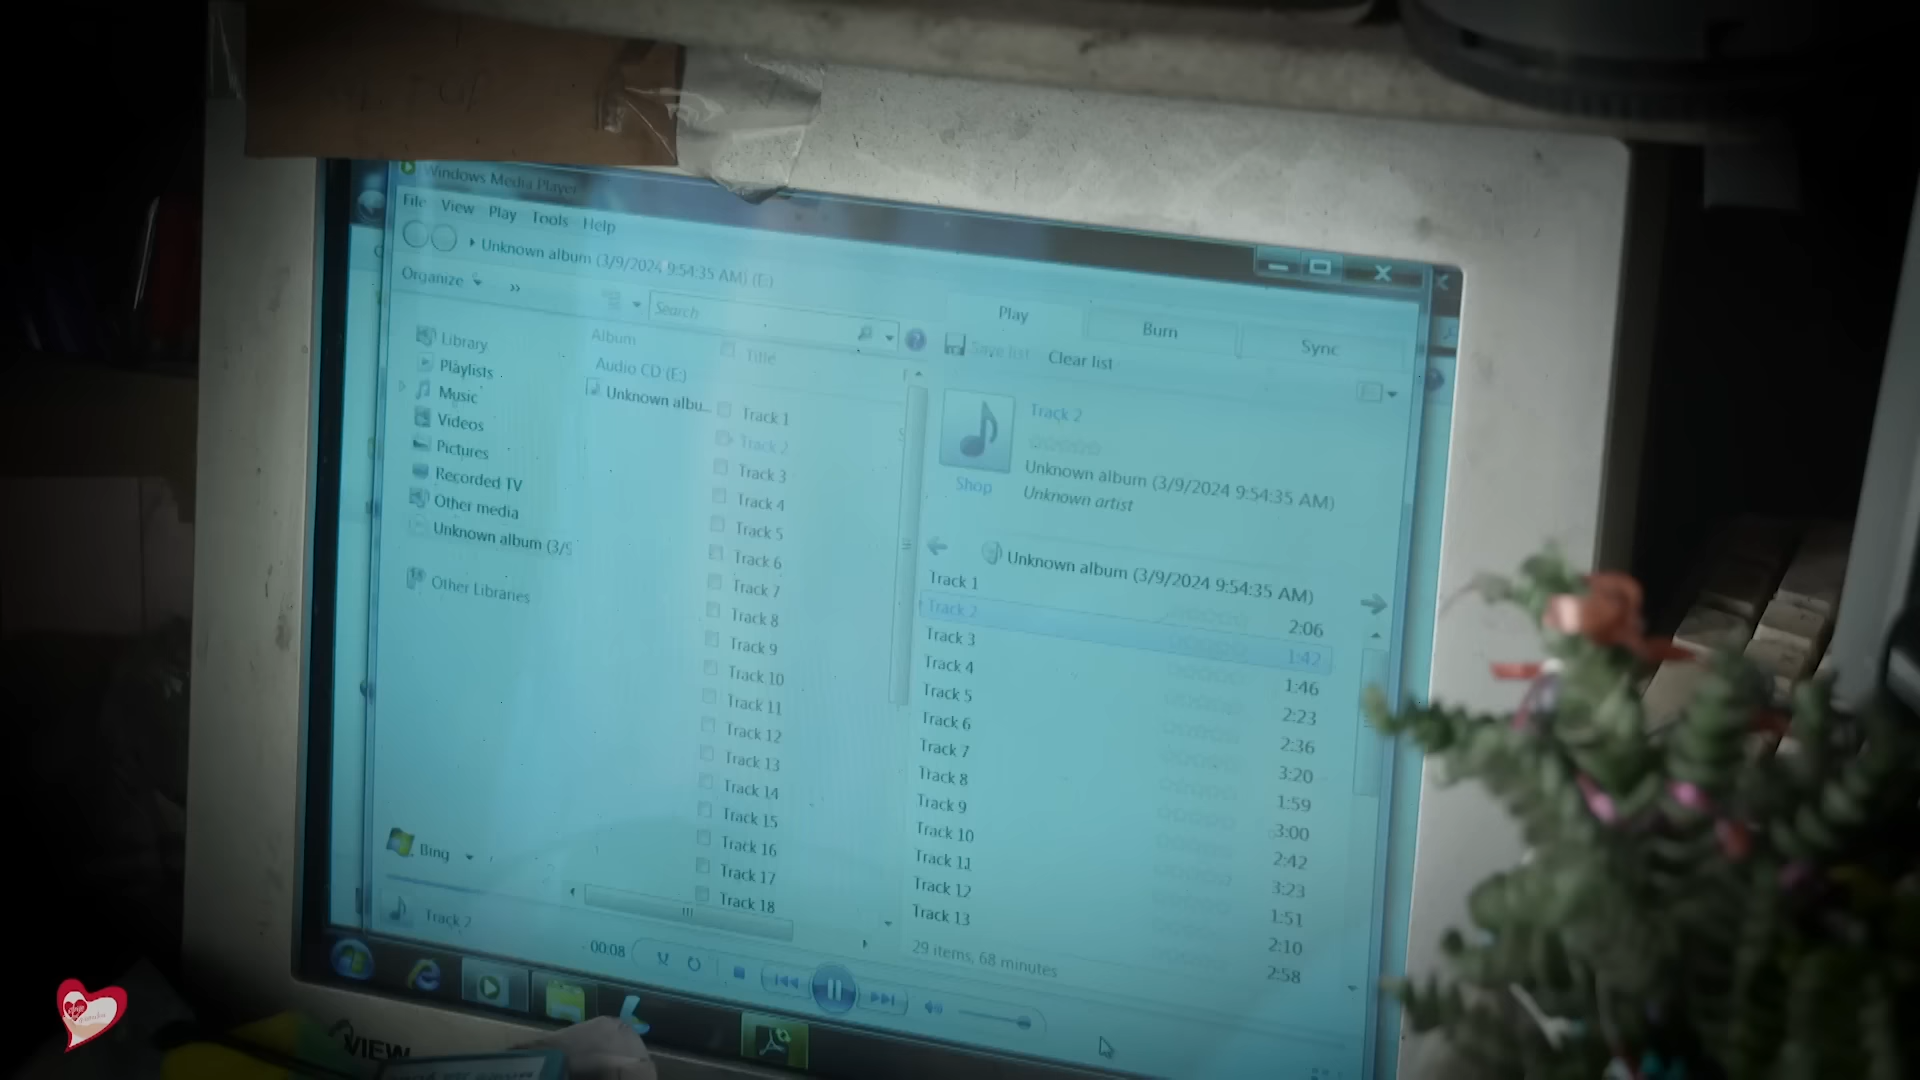 Windows Media Player
File View Play Tools Help
Unknown album (3/9/2024 9:54:35 AM) (E:)
Organize »
Search
Play Burn Sync
Save list Clear list
Library
Playlists
Music
Videos
Pictures
Recorded TV
Other media
Unknown album (3/9
Other Libraries
Bing
Album
Title
Audio CD (E:)
Unknown albu...
Track 1
Track 2
Track 3
Track 4
Track 5
Track 6
Track 7
Track 8
Track 9
Track 10
Track 11
Track 12
Track 13
Track 14
Track 15
Track 16
Track 17
Track 18
Track 2
Shop
Unknown album (3/9/2024 9:54:35 AM)
Unknown artist
Unknown album (3/9/2024 9:54:35 AM)
Track 1 2:06
Track 2 1:42
Track 3 1:46
Track 4 2:23
Track 5 2:36
Track 6 3:20
Track 7 1:59
Track 8 3:00
Track 9 2:42
Track 10 3:23
Track 11 1:51
Track 12 2:10
Track 13 2:58
29 items, 68 minutes
Track 2
00:08
VIEW